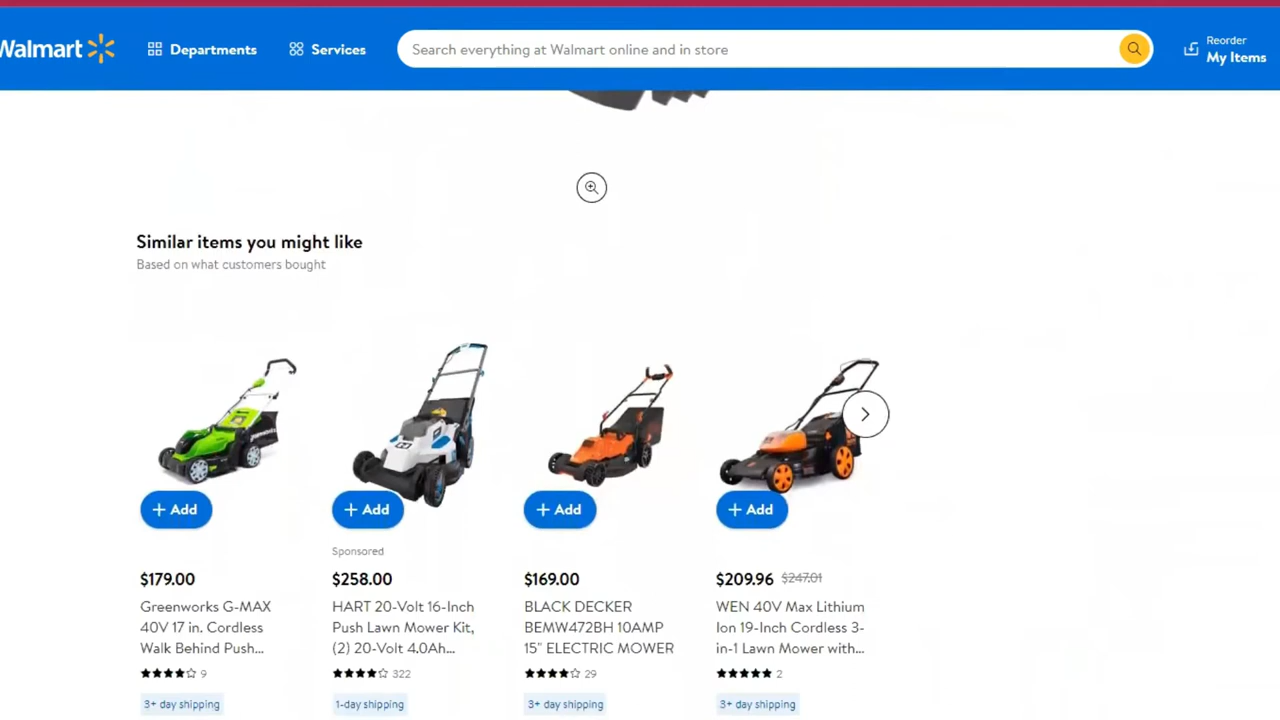 Walmart
Departments
Services
Search everything at Walmart online and in store
Reorder
My Items
Similar items you might like
Based on what customers bought
+ Add
+ Add
+ Add
+ Add
Sponsored
$179.00
$258.00
$169.00
$209.96 $247.01
Greenworks G-MAX
40V 17 in. Cordless
Walk Behind Push...
HART 20-Volt 16-Inch
Push Lawn Mower Kit,
(2) 20-Volt 4.0Ah...
BLACK DECKER
BEMW472BH 10AMP
15" ELECTRIC MOWER
WEN 40V Max Lithium
Ion 19-Inch Cordless 3-
in-1 Lawn Mower with...
9
322
29
2
3+ day shipping
1-day shipping
3+ day shipping
3+ day shipping